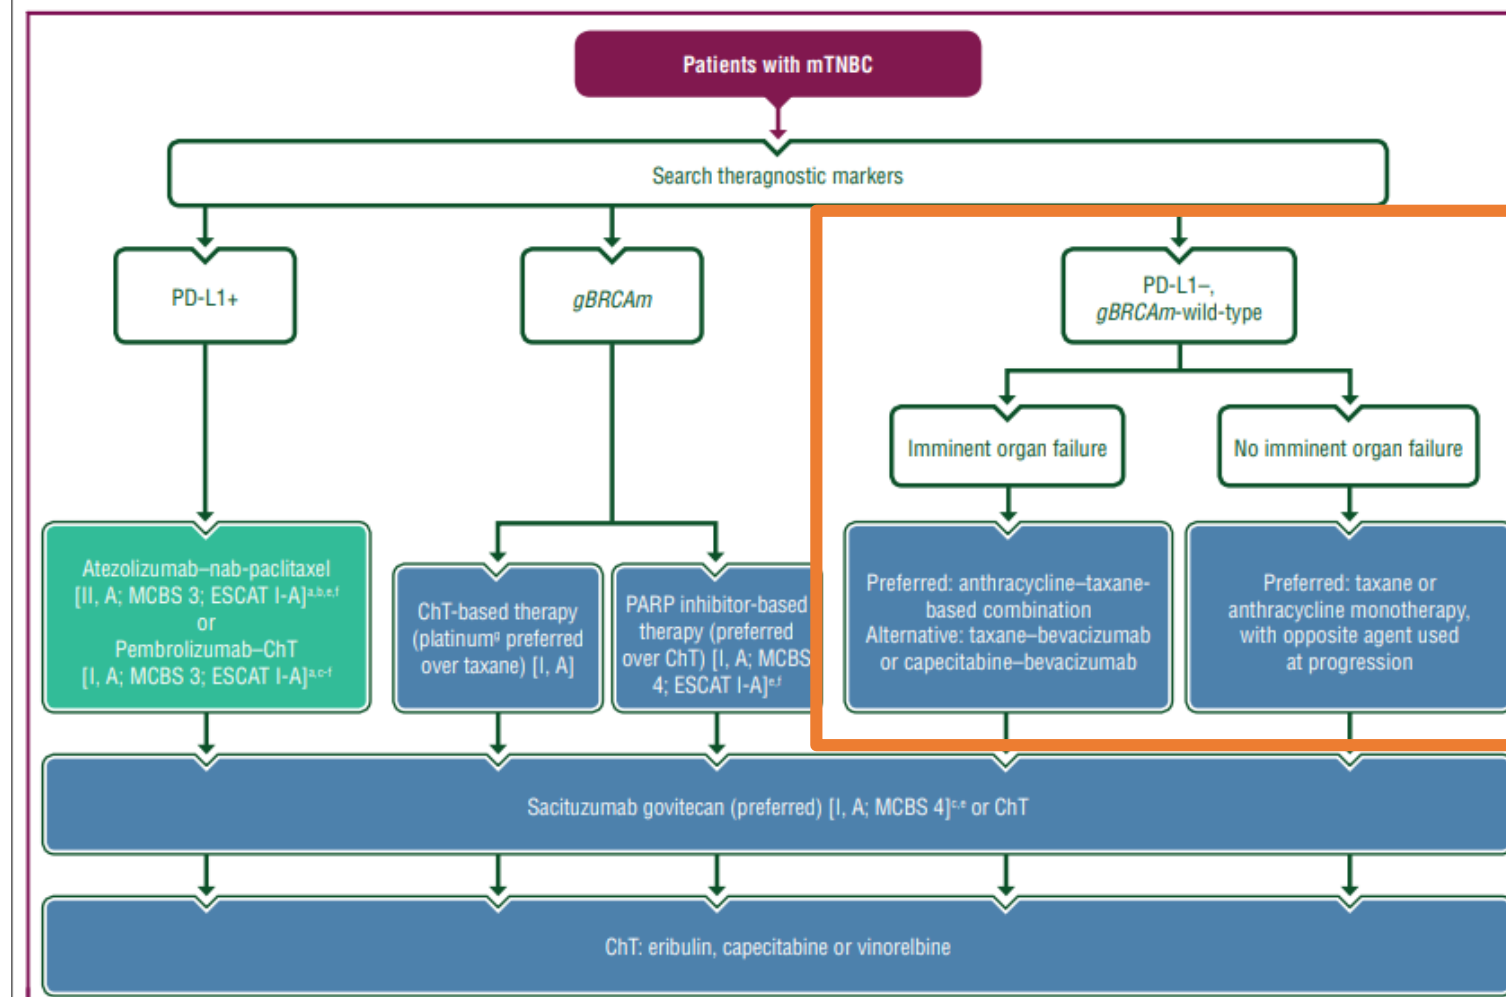 Patients with mTNBC
Search theragnostic markers
PD-L1+
gBRCAm
PD-L1–,
gBRCAm-wild-type
Imminent organ failure
No imminent organ failure
Atezolizumab–nab-paclitaxel
[II, A; MCBS 3; ESCAT I-A]a,b,e,f
or
Pembrolizumab–ChT
[I, A; MCBS 3; ESCAT I-A]a,c-f
ChT-based therapy
(platinumg preferred
over taxane) [I, A]
PARP inhibitor-based
therapy (preferred
over ChT) [I, A; MCBS
4; ESCAT I-A]e,f
Preferred: anthracycline–taxane-
based combination
Alternative: taxane–bevacizumab
or capecitabine–bevacizumab
Preferred: taxane or
anthracycline monotherapy,
with opposite agent used
at progression
Sacituzumab govitecan (preferred) [I, A; MCBS 4]c,e or ChT
ChT: eribulin, capecitabine or vinorelbine